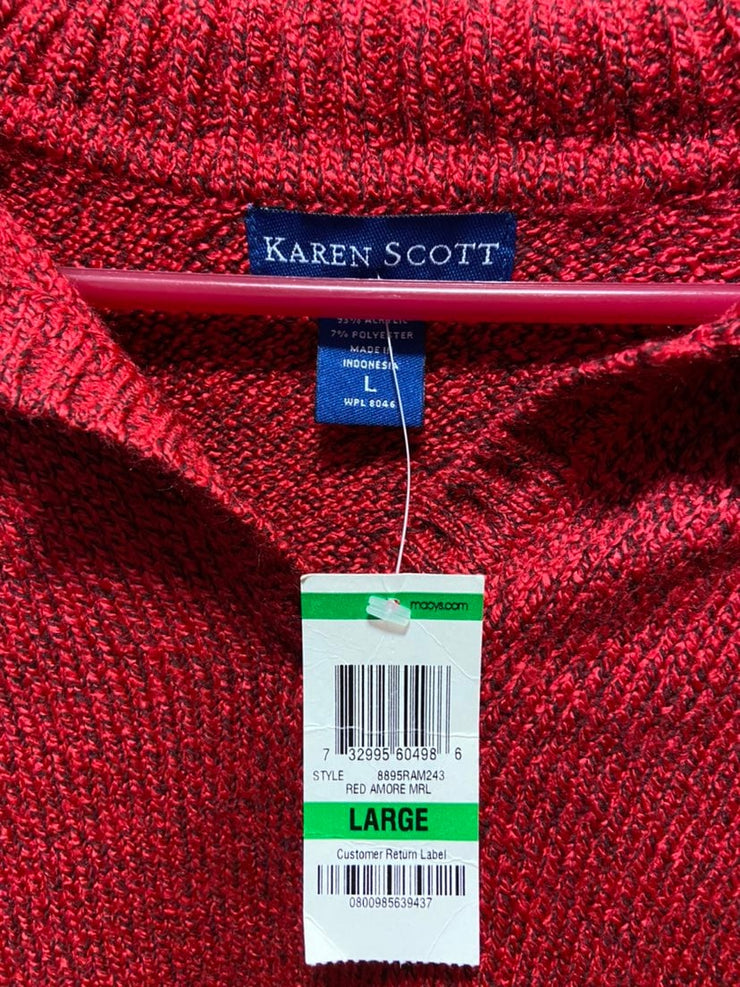 KAREN SCOTT
7% POLYESTER
MADE IN
INDONESIA
L
WPL 8046
macys.com
7 32995 60498 6
STYLE 8895RAM243
RED AMORE MRL
LARGE
Customer Return Label
0800985639437